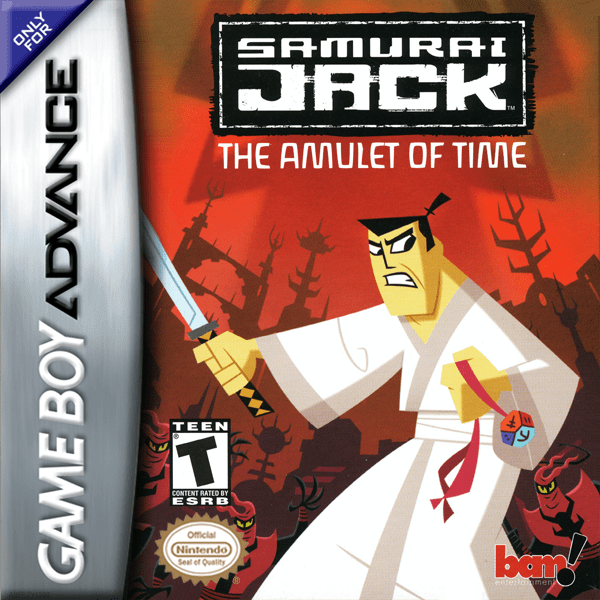 ONLY
FOR
GAME BOY ADVANCE
SAMURAI
JACK™
THE AMULET OF TIME
TEEN
T
®
CONTENT RATED BY
ESRB
Official
Nintendo
Seal of Quality
®
bam!
entertainment